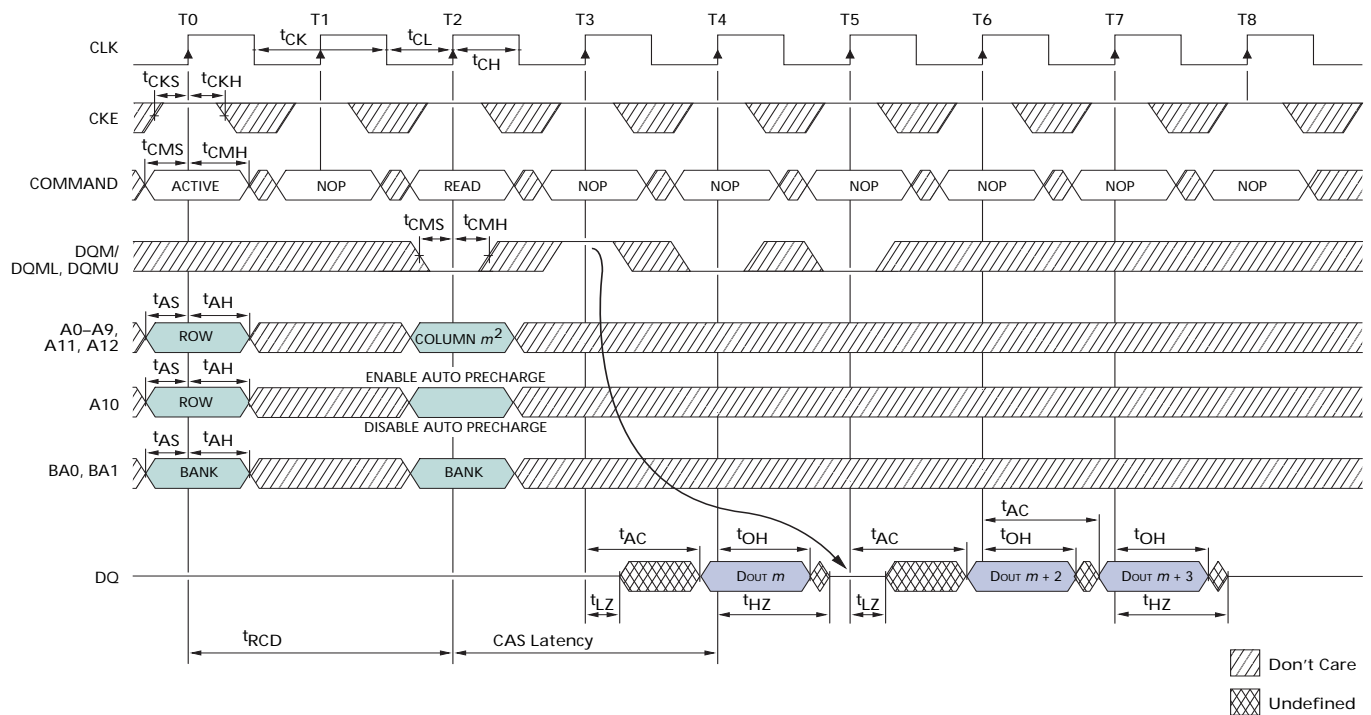 T0 T1 T2 T3 T4 T5 T6 T7 T8
CLK
tCK tCL
tCH
tCKS tCKH
CKE
tCMS tCMH
COMMAND ACTIVE NOP READ NOP NOP NOP NOP NOP NOP
tCMS tCMH
DQM/
DQML, DQMU
tAS tAH
A0–A9,
A11, A12
ROW COLUMN m2
tAS tAH ENABLE AUTO PRECHARGE
A10 ROW
DISABLE AUTO PRECHARGE
tAS tAH
BA0, BA1 BANK BANK
tAC
tAC tOH tAC tOH tOH
DQ DOUT m DOUT m + 2 DOUT m + 3
tLZ tHZ tLZ tHZ
tRCD CAS Latency
Don't Care
Undefined